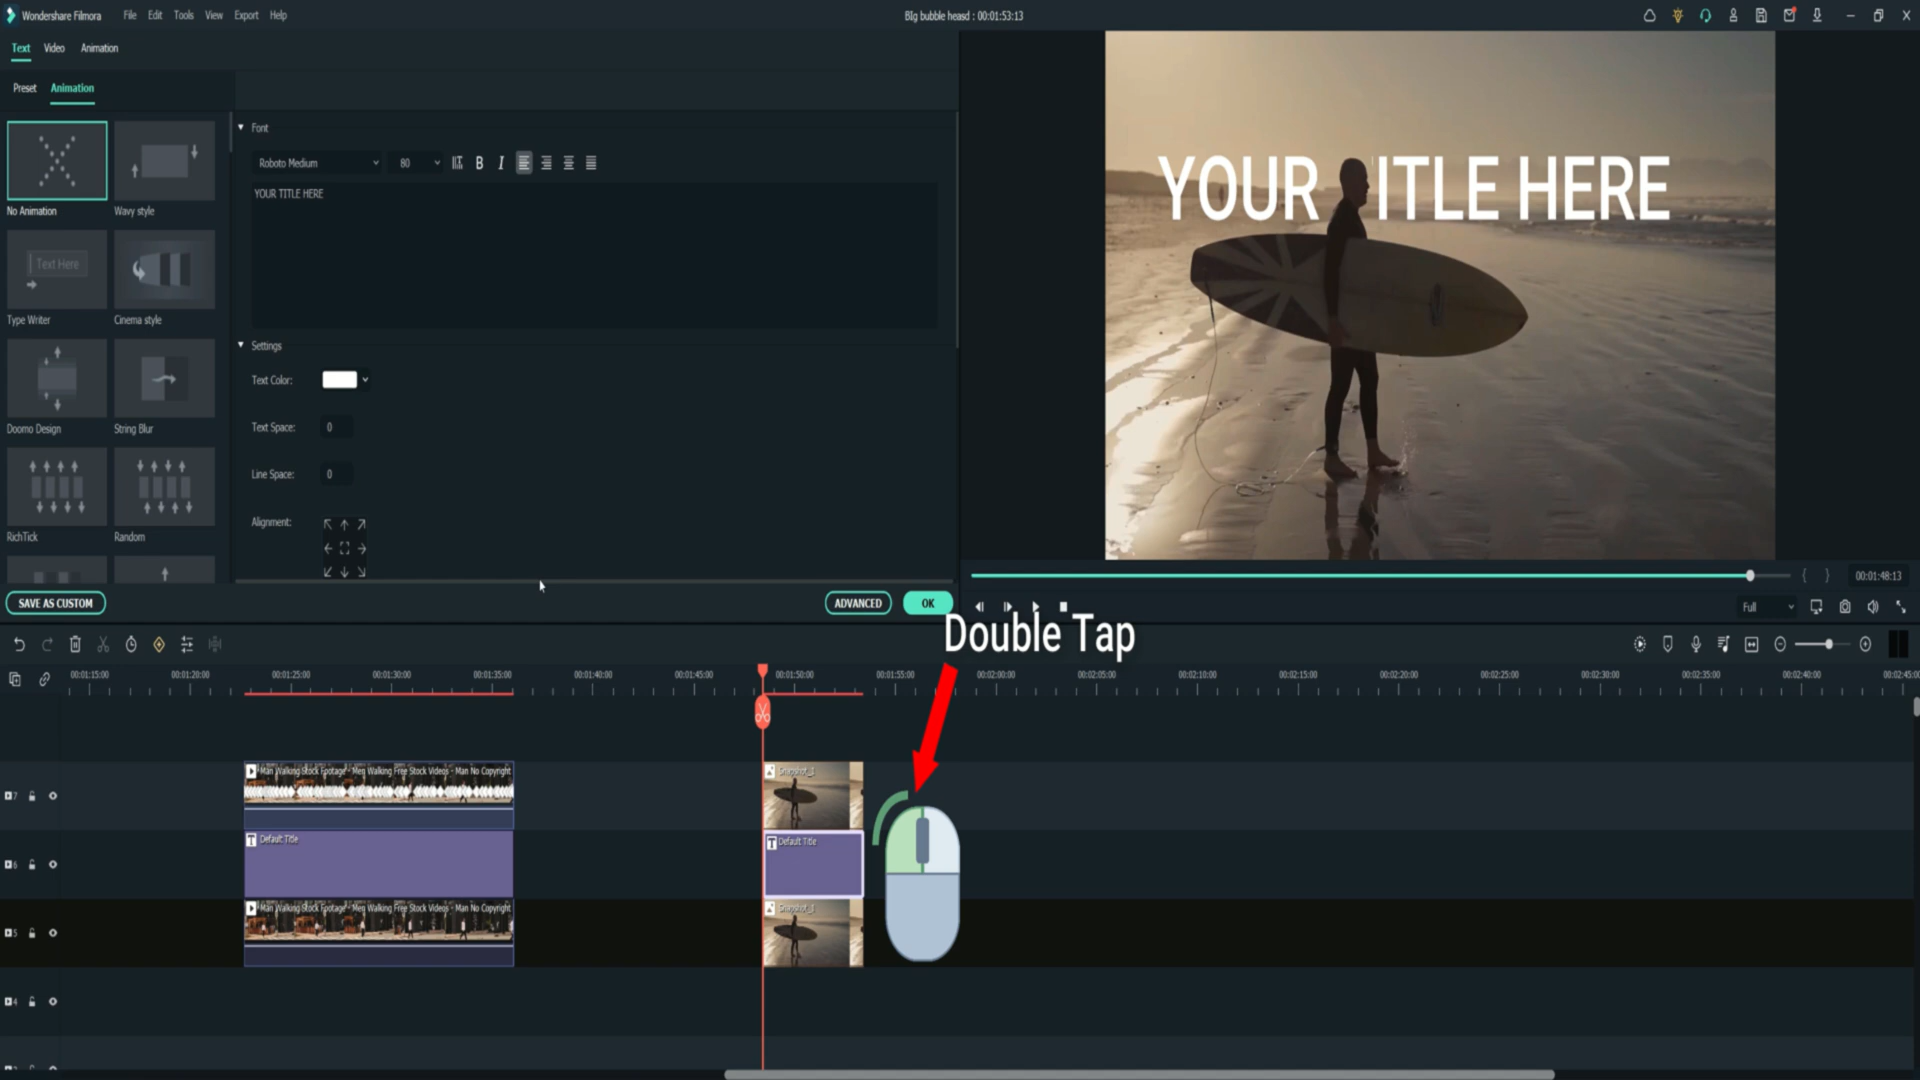 Wondershare Filmora File Edit Tools View Export Help BIg bubble heasd : 00:01:53:13
Text Video Animation
Preset Animation
Font
Roboto Medium 80 B I
YOUR TITLE HERE
No Animation Wavy style
Text Here
Type Writer Cinema style
Settings
Text Color:
Doomo Design String Blur
Text Space: 0
Line Space: 0
Alignment:
RichTick Random
SAVE AS CUSTOM ADVANCED OK
YOUR ITLE HERE
00:01:48:13
Full
Double Tap
00:01:15:00 00:01:20:00 00:01:25:00 00:01:30:00 00:01:35:00 00:01:40:00 00:01:45:00 00:01:50:00 00:01:55:00 00:02:00:00 00:02:05:00 00:02:10:00 00:02:15:00 00:02:20:00 00:02:25:00 00:02:30:00 00:02:35:00 00:02:40:00 00:02:45:00
7 Man Walking Stock Footage - Men Walking Free Stock Videos - Man No Copyright Snapshot_1
6 T Default Title T Default Title
5 Man Walking Stock Footage - Men Walking Free Stock Videos - Man No Copyright Snapshot_1
4